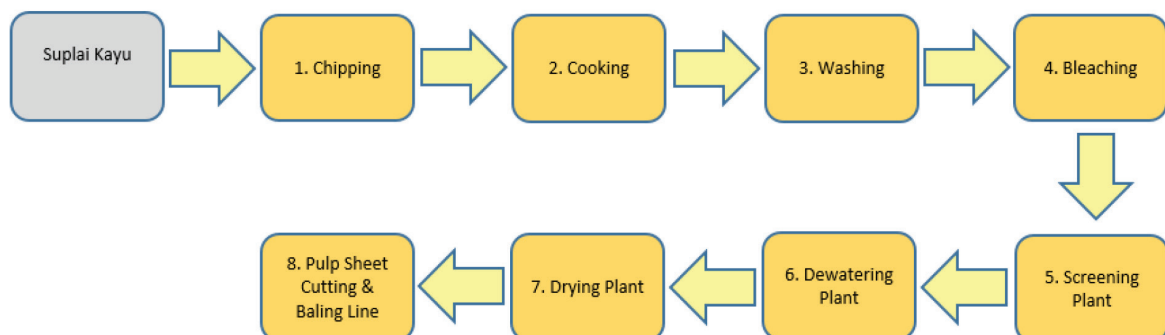 Suplai Kayu
1. Chipping
2. Cooking
3. Washing
4. Bleaching
5. Screening
Plant
6. Dewatering
Plant
7. Drying Plant
8. Pulp Sheet
Cutting &
Baling Line